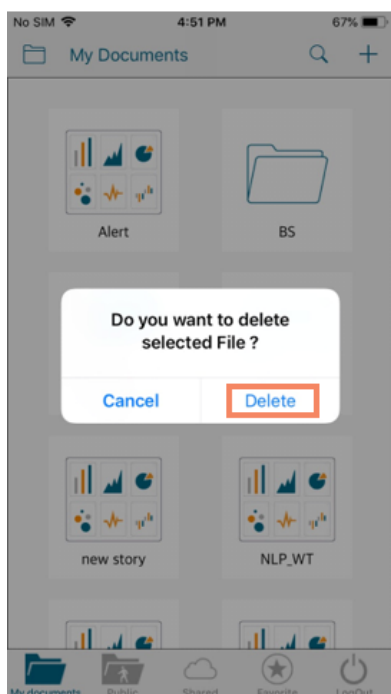 No SIM 4:51 PM 67%
My Documents
Alert BS
Do you want to delete
selected File ?
Cancel Delete
new story NLP_WT
My documents Public Shared Favorite LogOut